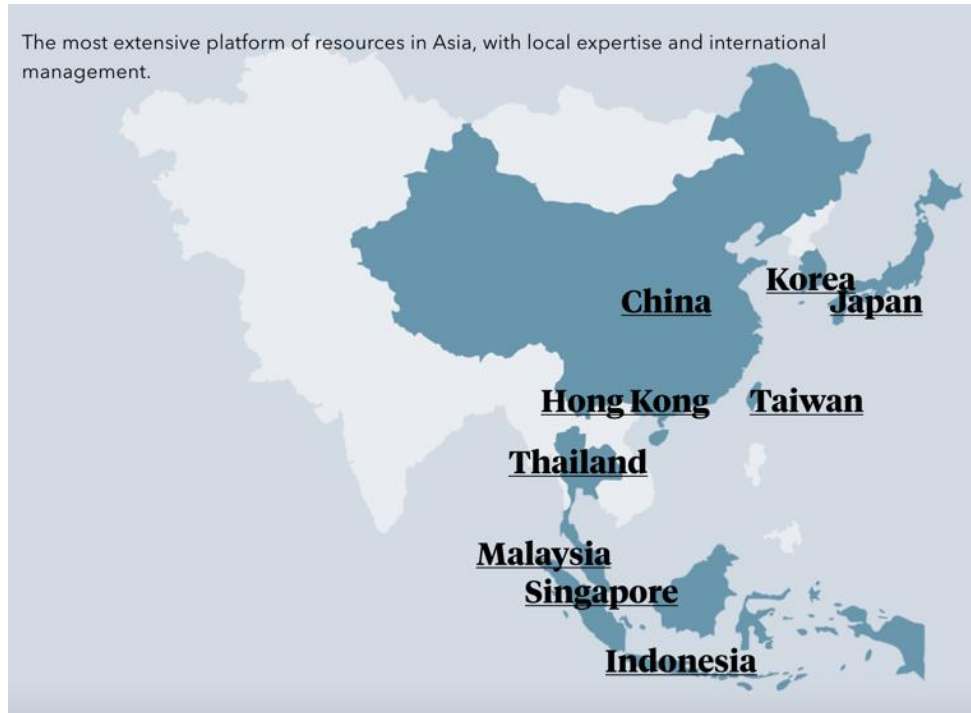 The most extensive platform of resources in Asia, with local expertise and international
management.
Korea
China
Japan
Hong Kong
Taiwan
Thailand
Malaysia
Singapore
Indonesia